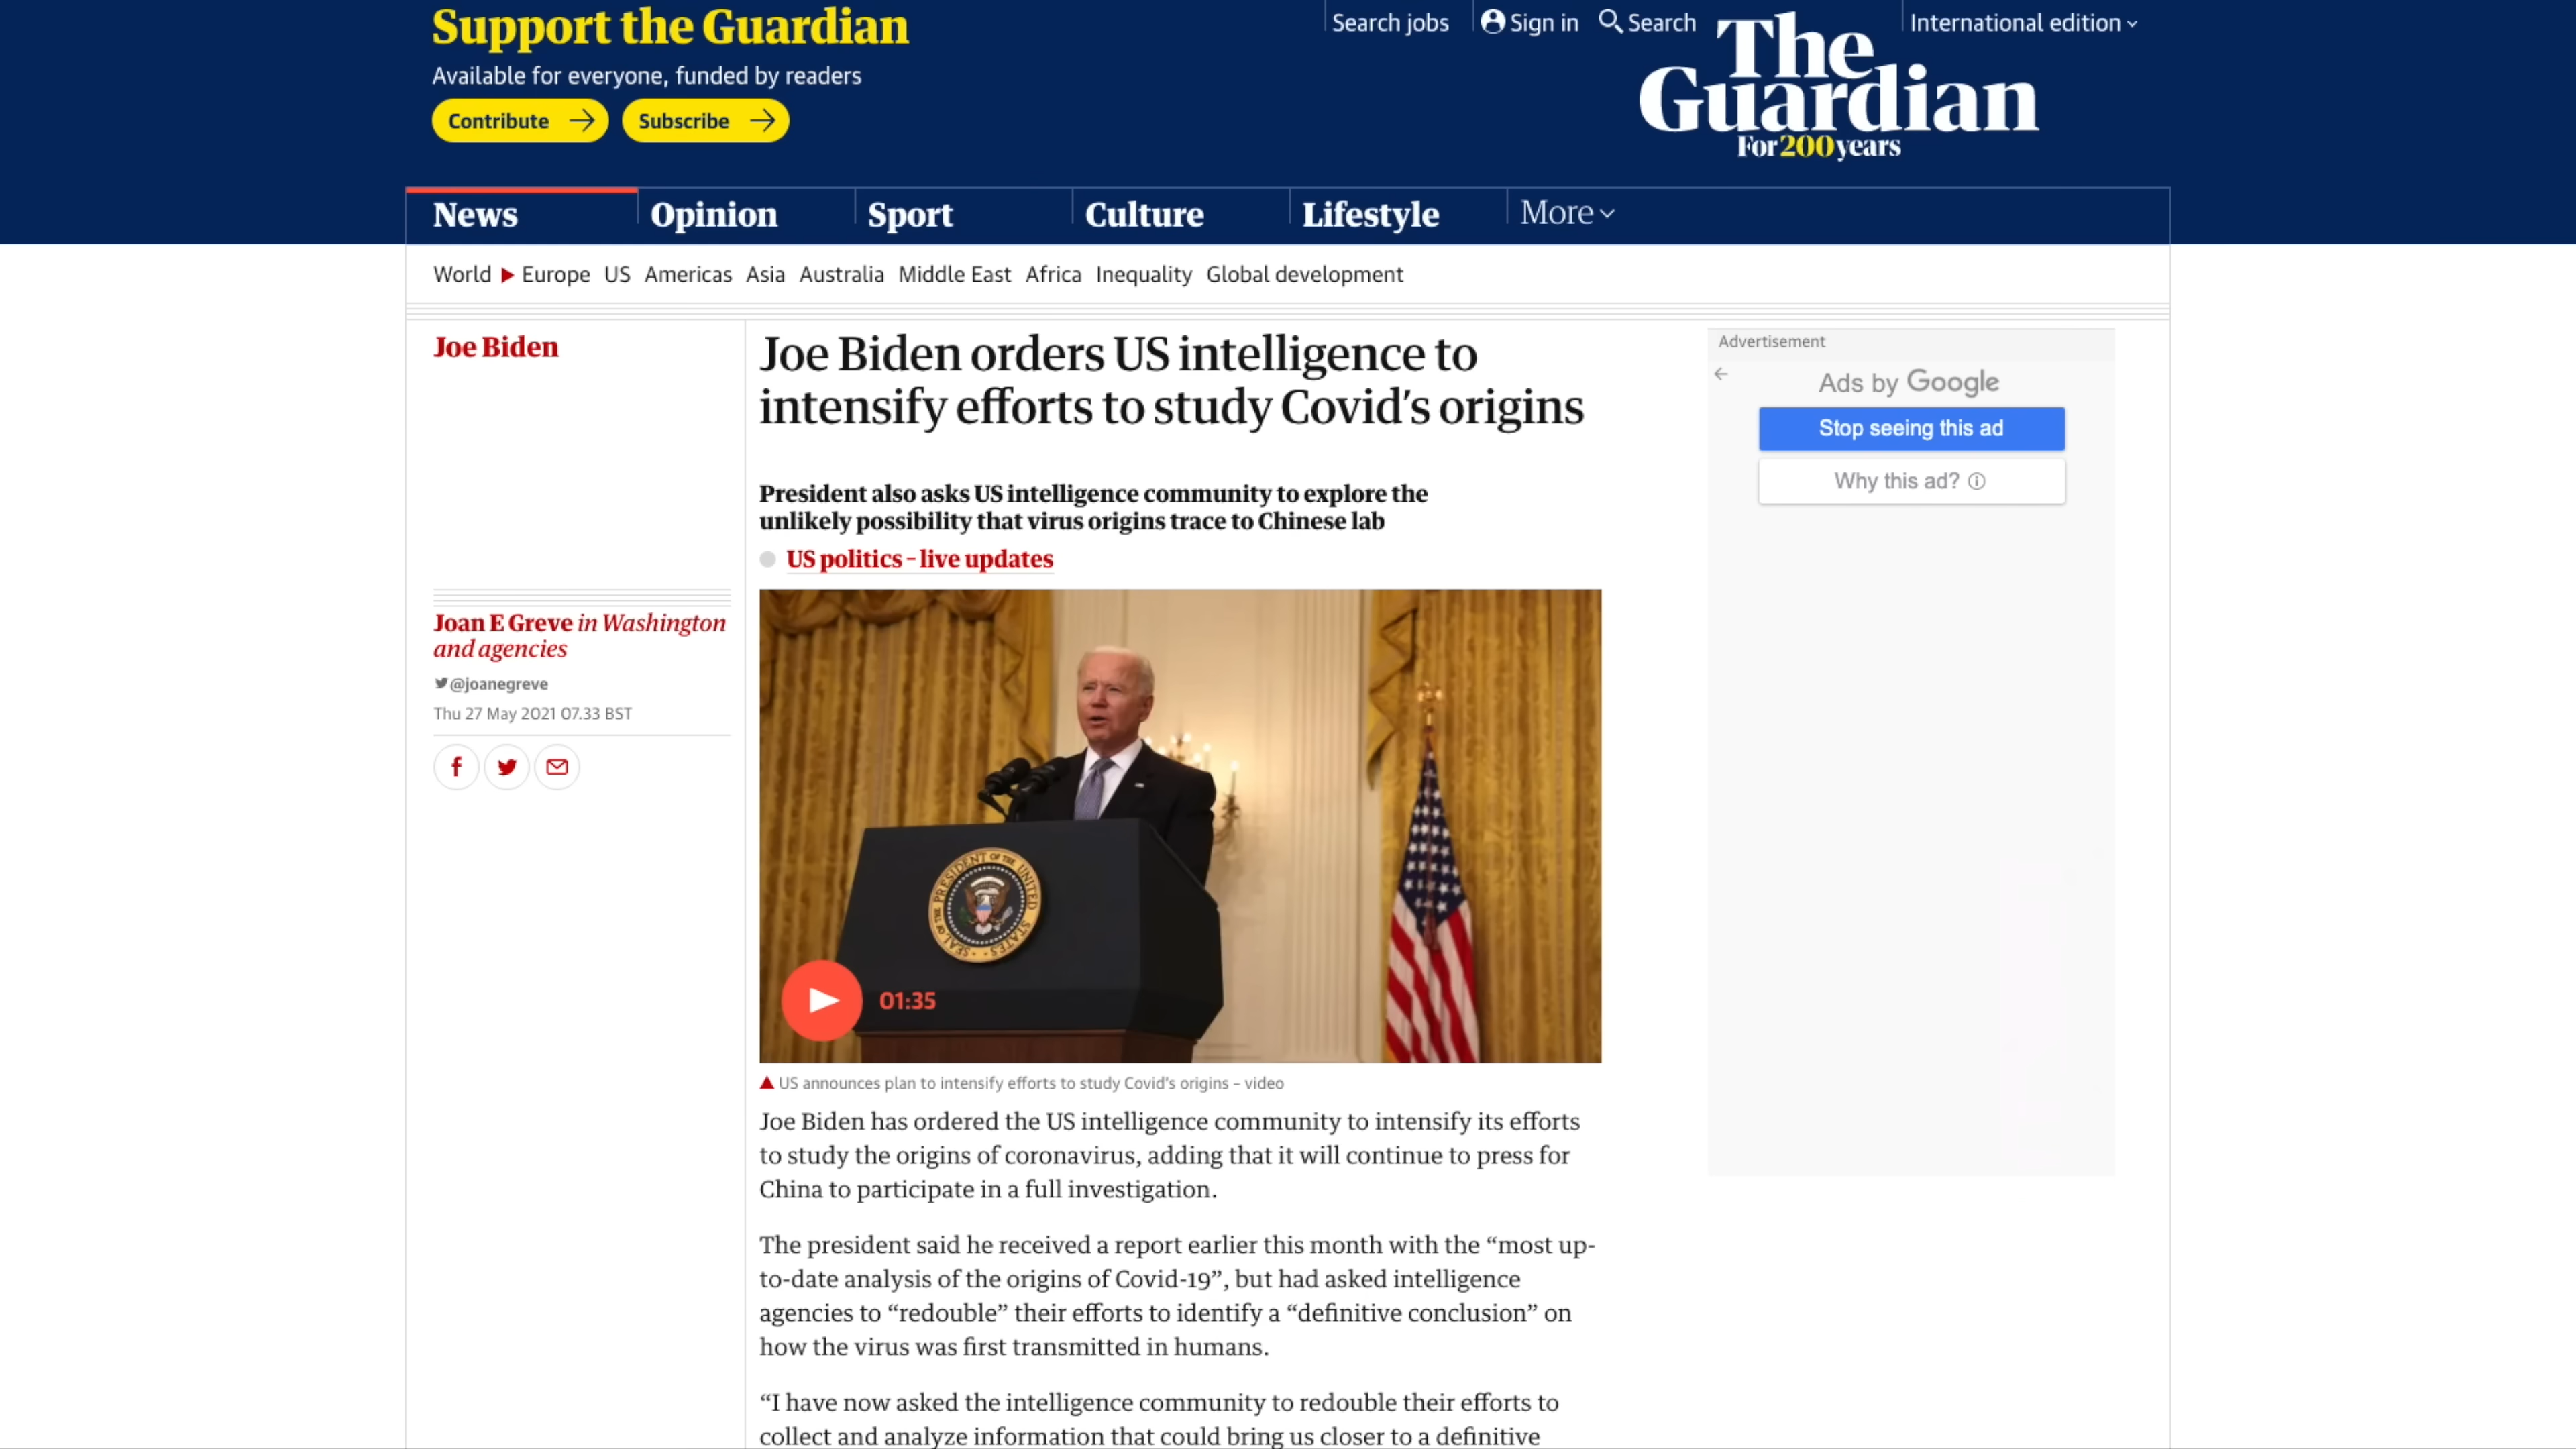 Support the Guardian
Available for everyone, funded by readers
Contribute
Subscribe
Search jobs
Sign in
Search
International edition
The
Guardian
For 200 years
News
Opinion
Sport
Culture
Lifestyle
More
World
Europe
US
Americas
Asia
Australia
Middle East
Africa
Inequality
Global development
Joe Biden
Joe Biden orders US intelligence to
intensify efforts to study Covid’s origins
President also asks US intelligence community to explore the
unlikely possibility that virus origins trace to Chinese lab
US politics – live updates
Joan E Greve in Washington
and agencies
@joanegreve
Thu 27 May 2021 07.33 BST
SEAL OF THE PRESIDENT OF THE UNITED STATES
01:35
US announces plan to intensify efforts to study Covid’s origins – video
Joe Biden has ordered the US intelligence community to intensify its efforts
to study the origins of coronavirus, adding that it will continue to press for
China to participate in a full investigation.
The president said he received a report earlier this month with the “most up-
to-date analysis of the origins of Covid-19”, but had asked intelligence
agencies to “redouble” their efforts to identify a “definitive conclusion” on
how the virus was first transmitted in humans.
“I have now asked the intelligence community to redouble their efforts to
collect and analyze information that could bring us closer to a definitive
Advertisement
Ads by Google
Stop seeing this ad
Why this ad?